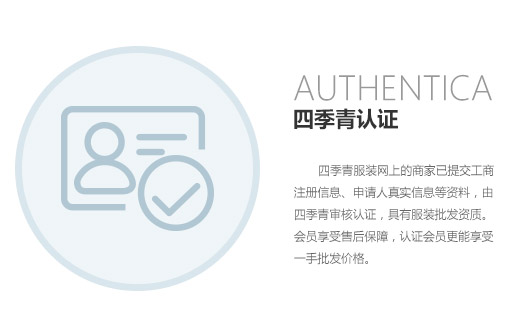 AUTHENTICA
四季青认证
四季青服装网上的商家已提交工商
注册信息、申请人真实信息等资料，由
四季青审核认证，具有服装批发资质。
会员享受售后保障，认证会员更能享受
一手批发价格。